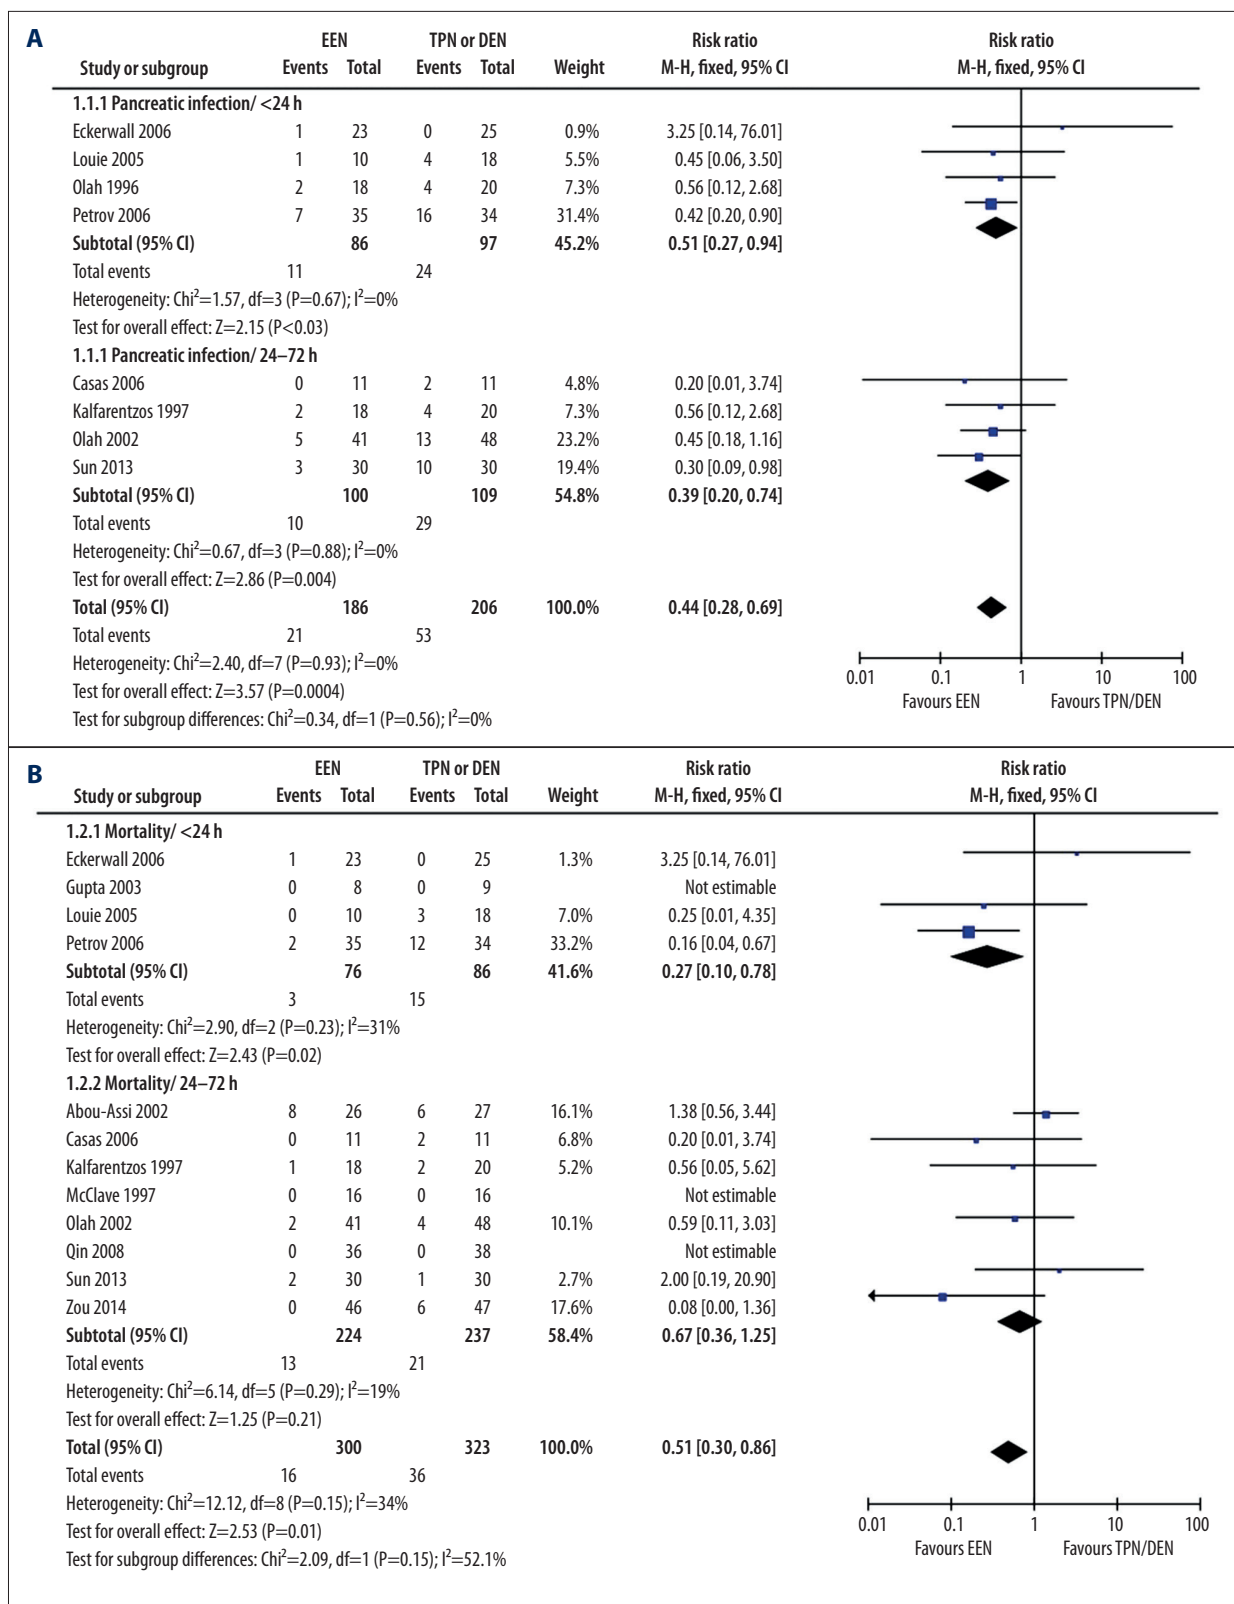 A
EEN TPN or DEN Risk ratio Risk ratio
Study or subgroup Events Total Events Total Weight M-H, fixed, 95% CI M-H, fixed, 95% CI
1.1.1 Pancreatic infection/ <24 h
Eckerwall 2006 1 23 0 25 0.9% 3.25 [0.14, 76.01]
Louie 2005 1 10 4 18 5.5% 0.45 [0.06, 3.50]
Olah 1996 2 18 4 20 7.3% 0.56 [0.12, 2.68]
Petrov 2006 7 35 16 34 31.4% 0.42 [0.20, 0.90]
Subtotal (95% CI) 86 97 45.2% 0.51 [0.27, 0.94]
Total events 11 24
Heterogeneity: Chi²=1.57, df=3 (P=0.67); I²=0%
Test for overall effect: Z=2.15 (P<0.03)
1.1.1 Pancreatic infection/ 24–72 h
Casas 2006 0 11 2 11 4.8% 0.20 [0.01, 3.74]
Kalfarentzos 1997 2 18 4 20 7.3% 0.56 [0.12, 2.68]
Olah 2002 5 41 13 48 23.2% 0.45 [0.18, 1.16]
Sun 2013 3 30 10 30 19.4% 0.30 [0.09, 0.98]
Subtotal (95% CI) 100 109 54.8% 0.39 [0.20, 0.74]
Total events 10 29
Heterogeneity: Chi²=0.67, df=3 (P=0.88); I²=0%
Test for overall effect: Z=2.86 (P=0.004)
Total (95% CI) 186 206 100.0% 0.44 [0.28, 0.69]
Total events 21 53
Heterogeneity: Chi²=2.40, df=7 (P=0.93); I²=0%
Test for overall effect: Z=3.57 (P=0.0004)
Test for subgroup differences: Chi²=0.34, df=1 (P=0.56); I²=0%
0.01 0.1 1 10 100
Favours EEN Favours TPN/DEN
B
EEN TPN or DEN Risk ratio Risk ratio
Study or subgroup Events Total Events Total Weight M-H, fixed, 95% CI M-H, fixed, 95% CI
1.2.1 Mortality/ <24 h
Eckerwall 2006 1 23 0 25 1.3% 3.25 [0.14, 76.01]
Gupta 2003 0 8 0 9 Not estimable
Louie 2005 0 10 3 18 7.0% 0.25 [0.01, 4.35]
Petrov 2006 2 35 12 34 33.2% 0.16 [0.04, 0.67]
Subtotal (95% CI) 76 86 41.6% 0.27 [0.10, 0.78]
Total events 3 15
Heterogeneity: Chi²=2.90, df=2 (P=0.23); I²=31%
Test for overall effect: Z=2.43 (P=0.02)
1.2.2 Mortality/ 24–72 h
Abou-Assi 2002 8 26 6 27 16.1% 1.38 [0.56, 3.44]
Casas 2006 0 11 2 11 6.8% 0.20 [0.01, 3.74]
Kalfarentzos 1997 1 18 2 20 5.2% 0.56 [0.05, 5.62]
McClave 1997 0 16 0 16 Not estimable
Olah 2002 2 41 4 48 10.1% 0.59 [0.11, 3.03]
Qin 2008 0 36 0 38 Not estimable
Sun 2013 2 30 1 30 2.7% 2.00 [0.19, 20.90]
Zou 2014 0 46 6 47 17.6% 0.08 [0.00, 1.36]
Subtotal (95% CI) 224 237 58.4% 0.67 [0.36, 1.25]
Total events 13 21
Heterogeneity: Chi²=6.14, df=5 (P=0.29); I²=19%
Test for overall effect: Z=1.25 (P=0.21)
Total (95% CI) 300 323 100.0% 0.51 [0.30, 0.86]
Total events 16 36
Heterogeneity: Chi²=12.12, df=8 (P=0.15); I²=34%
Test for overall effect: Z=2.53 (P=0.01)
Test for subgroup differences: Chi²=2.09, df=1 (P=0.15); I²=52.1%
0.01 0.1 1 10 100
Favours EEN Favours TPN/DEN